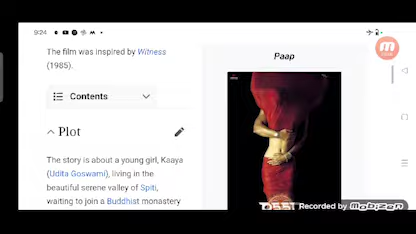 9:24
The film was inspired by Witness
(1985).
Contents
Plot
The story is about a young girl, Kaaya
(Udita Goswami), living in the
beautiful serene valley of Spiti,
waiting to join a Buddhist monastery
Paap
Recorded by Mobizen